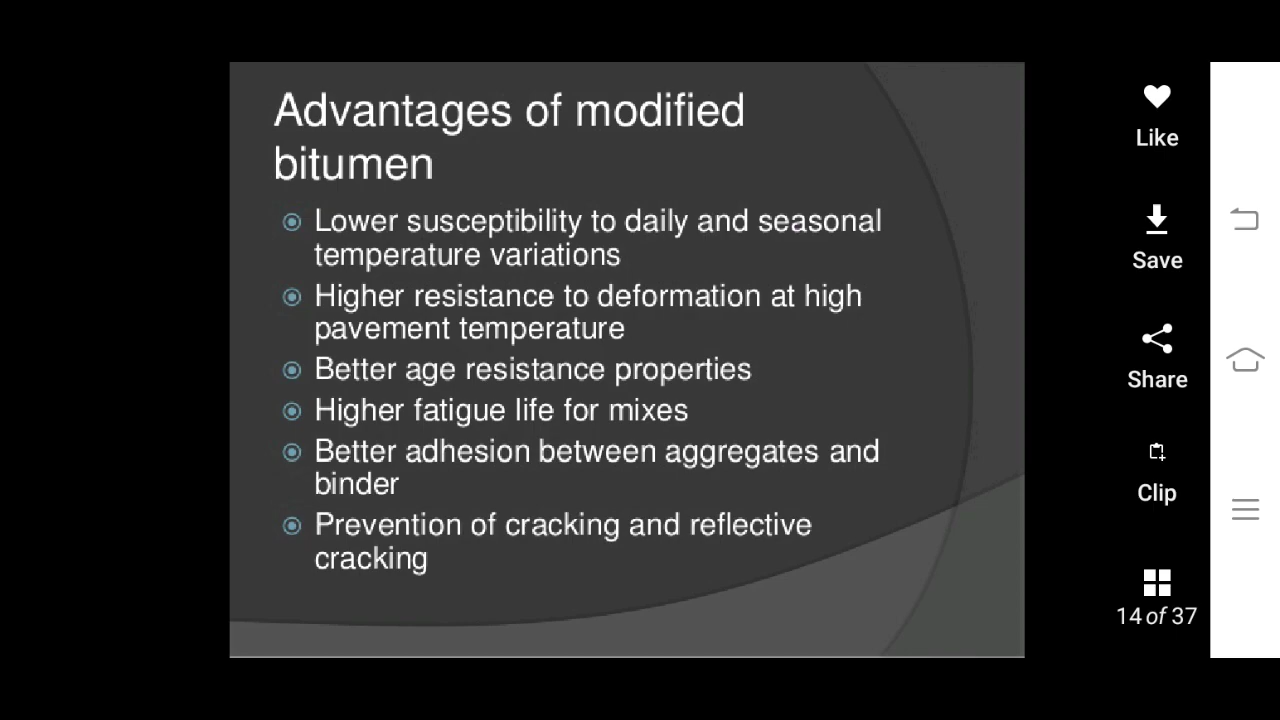 Advantages of modified
bitumen
Lower susceptibility to daily and seasonal
temperature variations
Higher resistance to deformation at high
pavement temperature
Better age resistance properties
Higher fatigue life for mixes
Better adhesion between aggregates and
binder
Prevention of cracking and reflective
cracking
Like
Save
Share
Clip
14 of 37